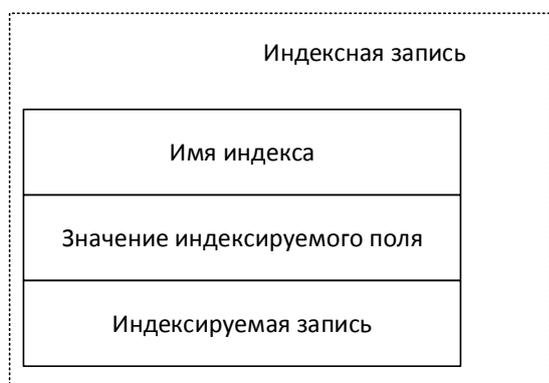 Индексная запись
Имя индекса
Значение индексируемого поля
Индексируемая запись